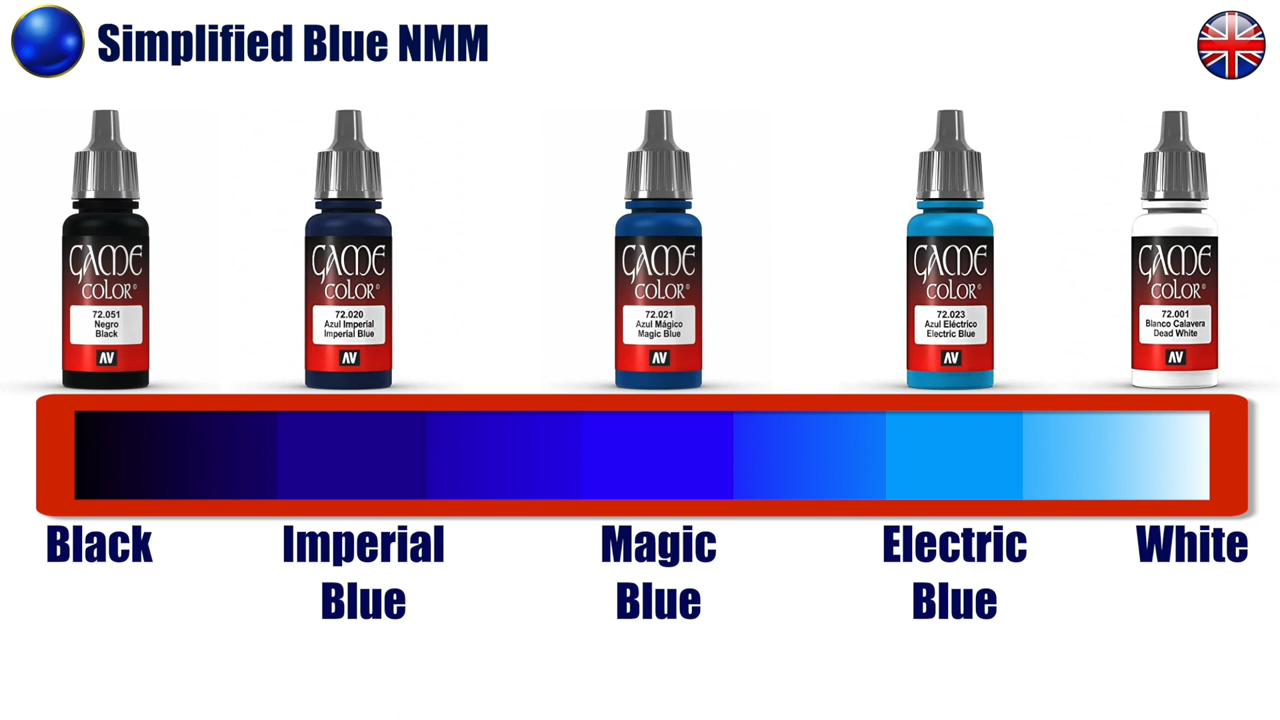 Simplified Blue NMM
GAME
COLOR®
72.051
Negro
Black
AV
GAME
COLOR®
72.020
Azul Imperial
Imperial Blue
AV
GAME
COLOR®
72.021
Azul Mágico
Magic Blue
AV
GAME
COLOR®
72.023
Azul Eléctrico
Electric Blue
AV
GAME
COLOR®
72.001
Blanco Calavera
Dead White
AV
Black
Imperial
Blue
Magic
Blue
Electric
Blue
White